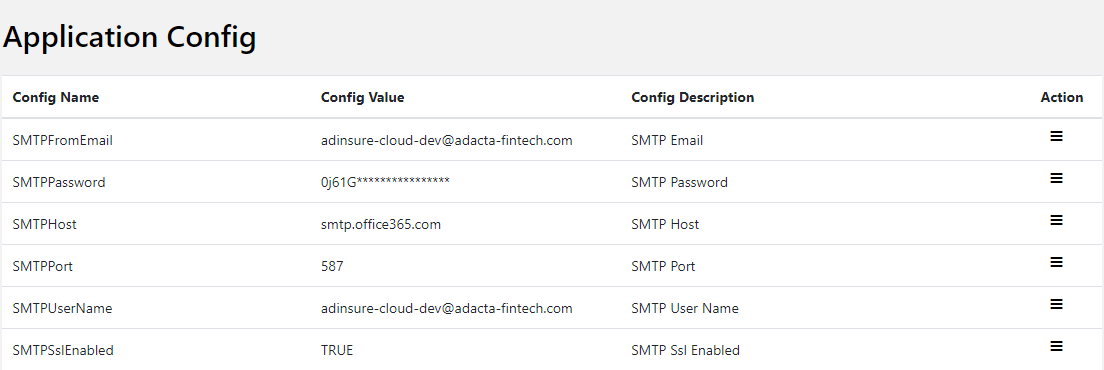 Application Config
Config Name Config Value Config Description Action
SMTPFromEmail adinsure-cloud-dev@adacta-fintech.com SMTP Email
SMTPPassword 0j61G**************** SMTP Password
SMTPHost smtp.office365.com SMTP Host
SMTPPort 587 SMTP Port
SMTPUserName adinsure-cloud-dev@adacta-fintech.com SMTP User Name
SMTPSslEnabled TRUE SMTP Ssl Enabled